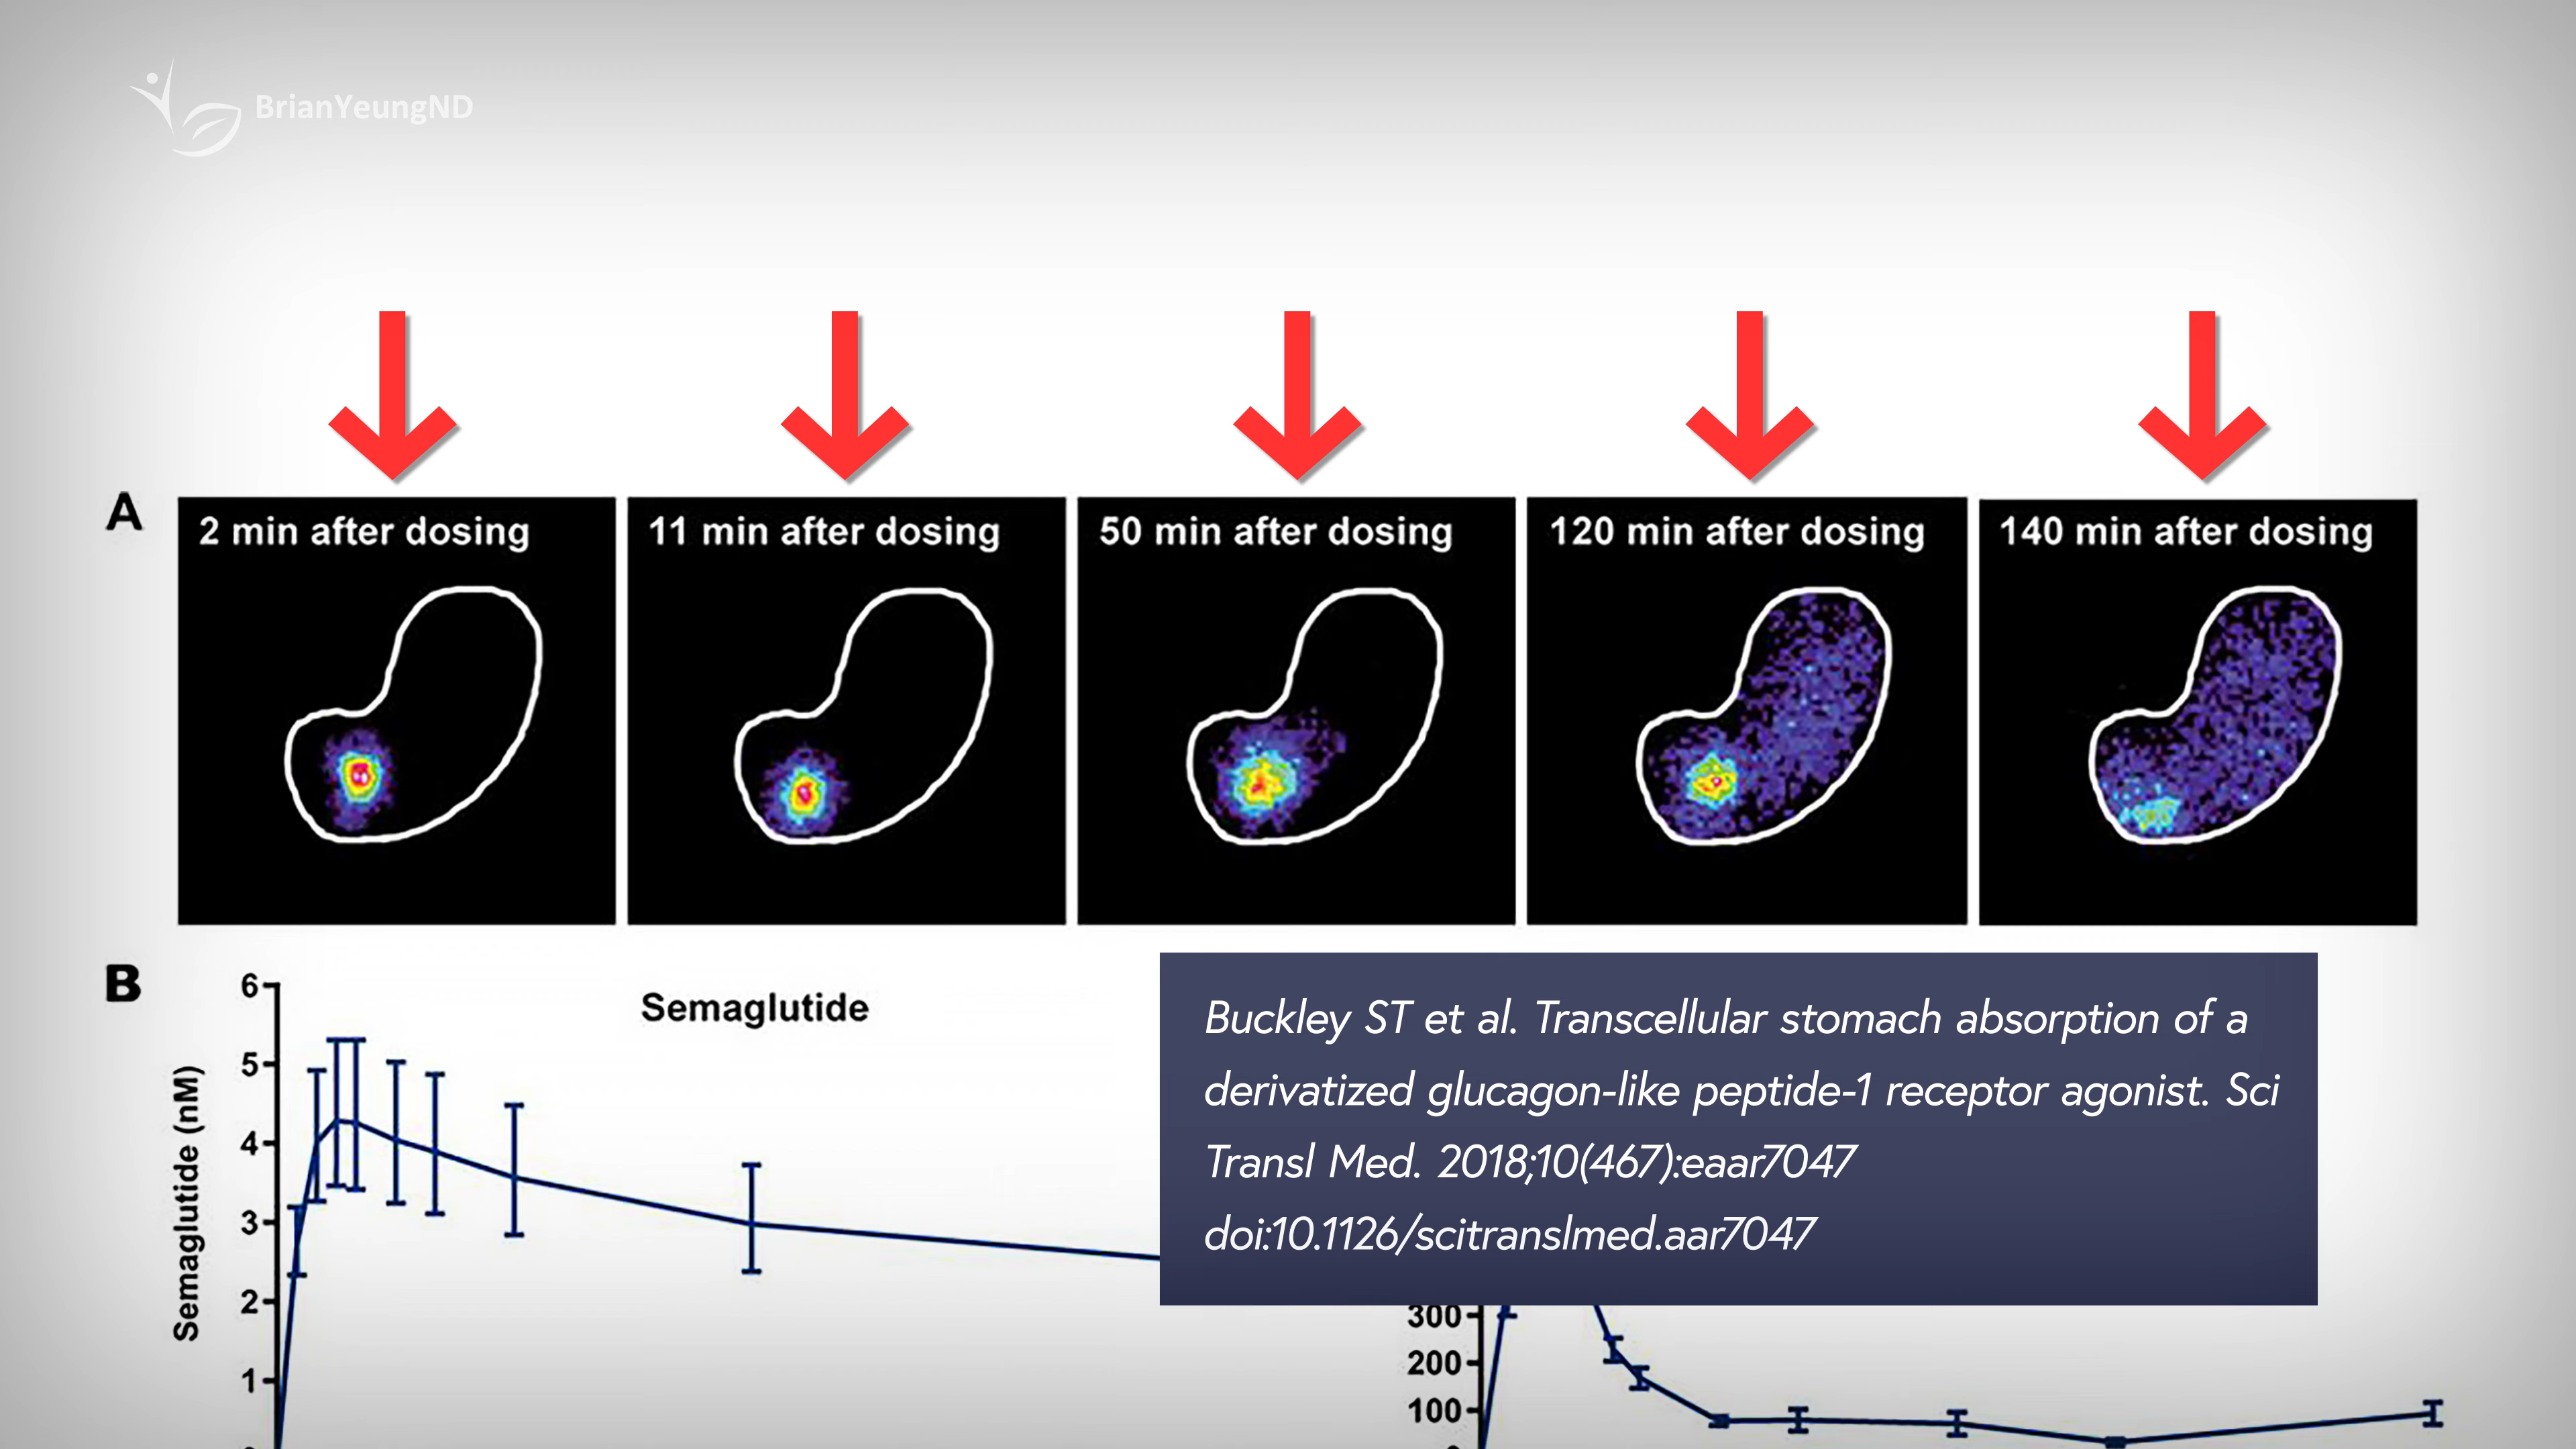 BrianYeungND
A
2 min after dosing
11 min after dosing
50 min after dosing
120 min after dosing
140 min after dosing
B
Semaglutide
Semaglutide (nM)
6
5
4
3
2
1
Buckley ST et al. Transcellular stomach absorption of a
derivatized glucagon-like peptide-1 receptor agonist. Sci
Transl Med. 2018;10(467):eaar7047
doi:10.1126/scitranslmed.aar7047
300
200
100